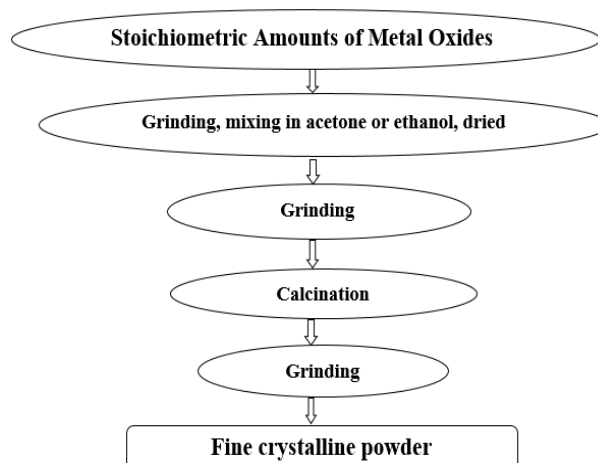 Stoichiometric Amounts of Metal Oxides
Grinding, mixing in acetone or ethanol, dried
Grinding
Calcination
Grinding
Fine crystalline powder